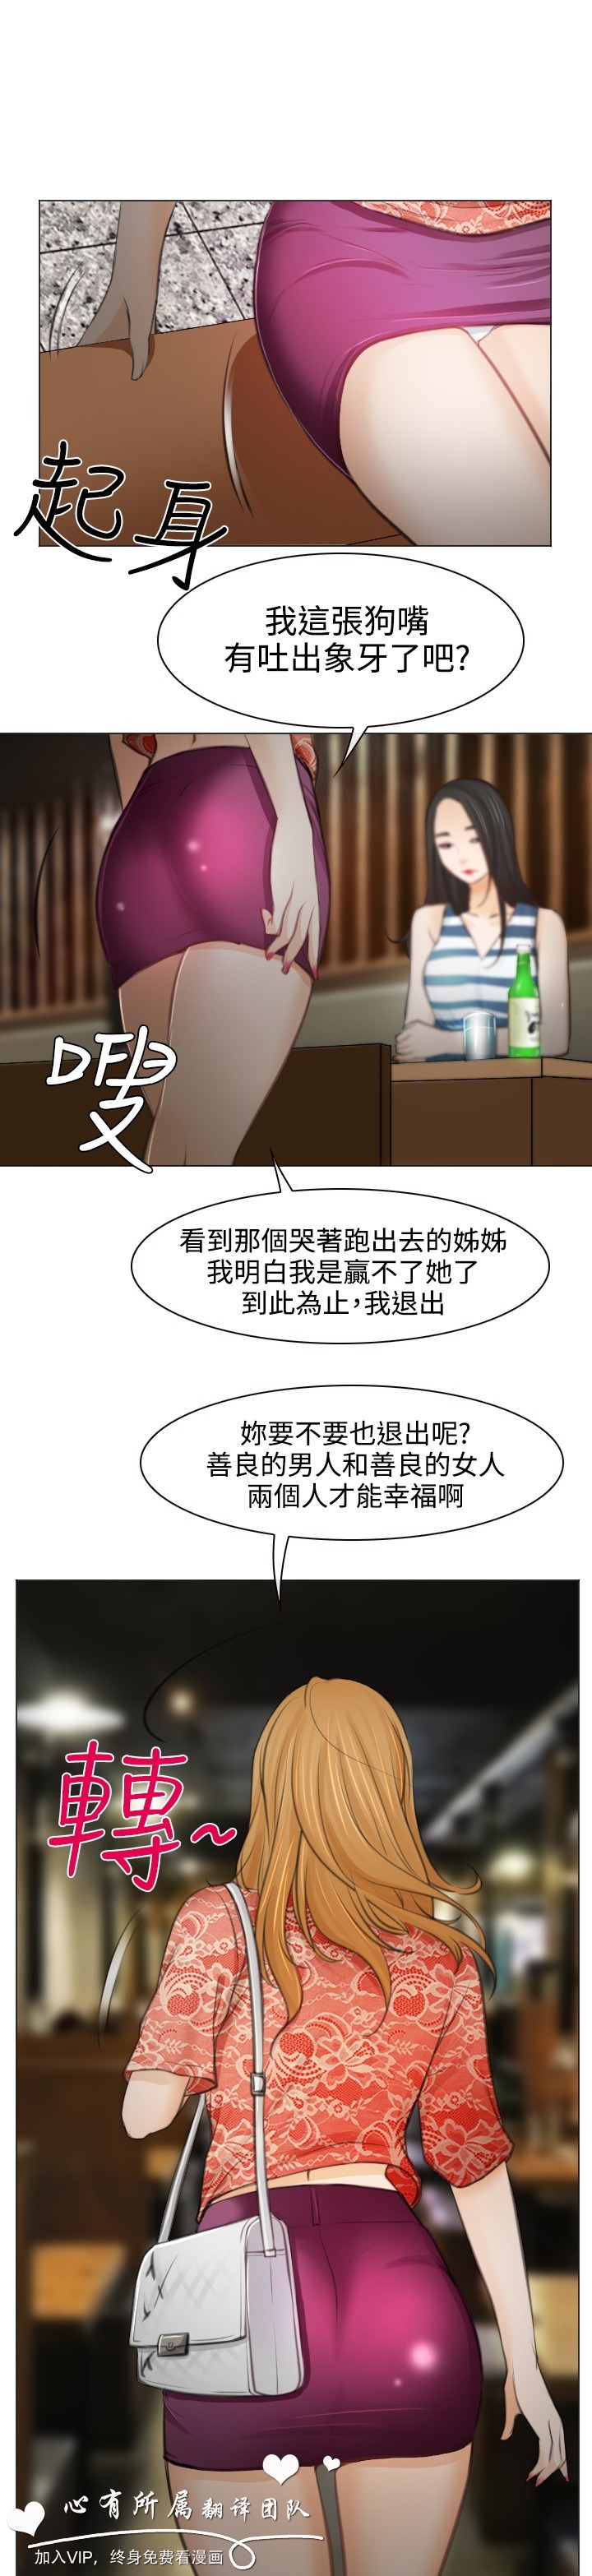 起身
我這張狗嘴
有吐出象牙了吧?
嗖
看到那個哭著跑出去的姊姊
我明白我是贏不了她了
到此為止,我退出
妳要不要也退出呢?
善良的男人和善良的女人
兩個人才能幸福啊
轉~
心有所属翻译团队
加入VIP，终身免费看漫画